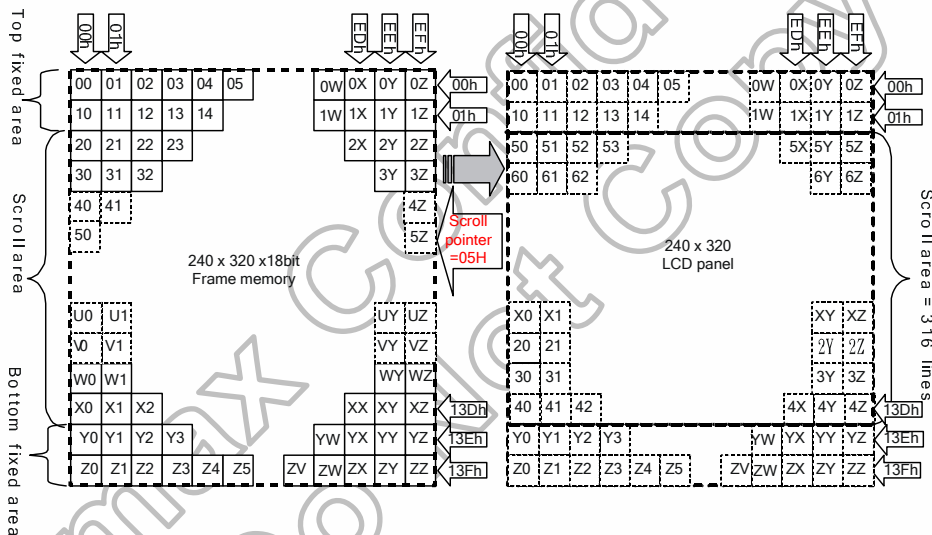 00h 01h EDh EEh EFh 00h 01h EDh EEh EFh
Top fixed area
00 01 02 03 04 05 0W 0X 0Y 0Z 00h 00 01 02 03 04 05 0W 0X 0Y 0Z 00h
10 11 12 13 14 1W 1X 1Y 1Z 01h 10 11 12 13 14 1W 1X 1Y 1Z 01h
20 21 22 23 2X 2Y 2Z 50 51 52 53 5X 5Y 5Z
30 31 32 3Y 3Z 60 61 62 6Y 6Z
40 41 4Z
50 5Z
Scroll area
Scroll
pointer
=05H
240 x 320 x18bit
Frame memory
240 x 320
LCD panel
Scroll area = 316 lines
U0 U1 UY UZ X0 X1 XY XZ
V0 V1 VY VZ 20 21 2Y 2Z
W0 W1 WY WZ 30 31 3Y 3Z
X0 X1 X2 XX XY XZ 13Dh 40 41 42 4X 4Y 4Z 13Dh
Bottom fixed area
Y0 Y1 Y2 Y3 YW YX YY YZ 13Eh Y0 Y1 Y2 Y3 YW YX YY YZ 13Eh
Z0 Z1 Z2 Z3 Z4 Z5 ZV ZW ZX ZY ZZ 13Fh Z0 Z1 Z2 Z3 Z4 Z5 ZV ZW ZX ZY ZZ 13Fh